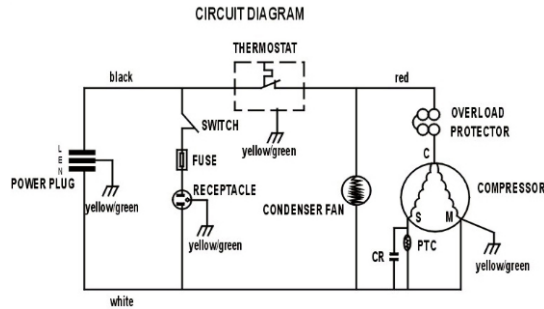 CIRCUIT DIAGRAM
THERMOSTAT
black
red
SWITCH
yellow/green
OVERLOAD
PROTECTOR
L
E
N
POWER PLUG
yellow/green
FUSE
RECEPTACLE
yellow/green
CONDENSER FAN
C
COMPRESSOR
S
M
PTC
CR
yellow/green
white